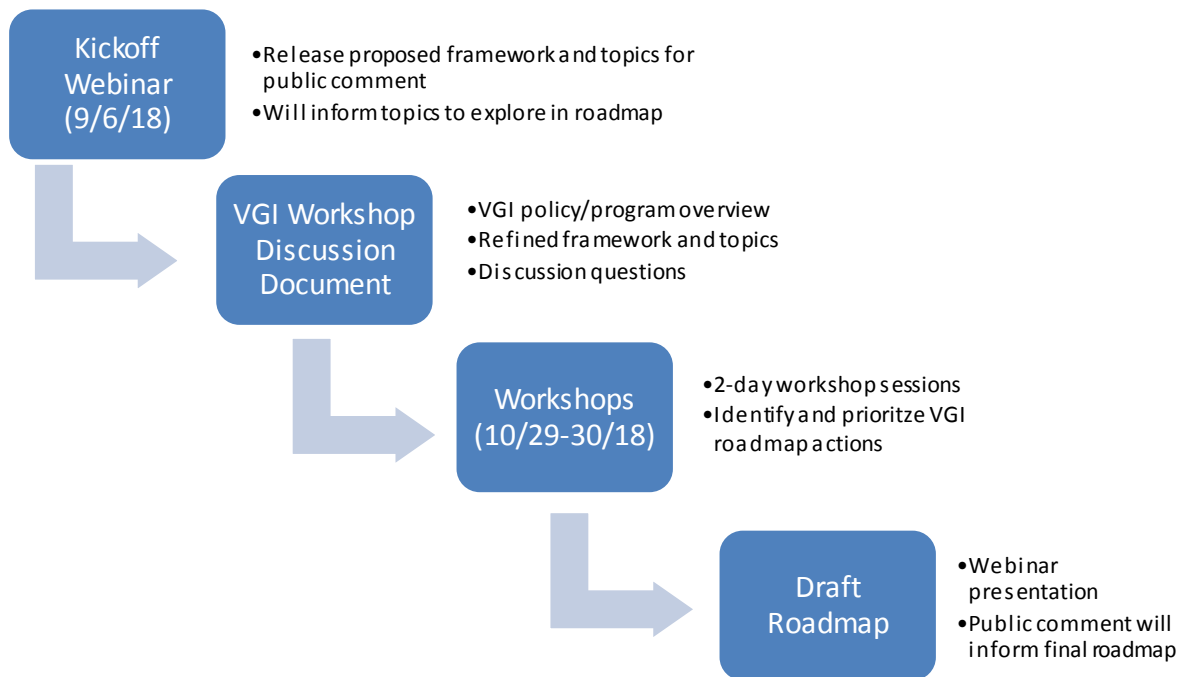 Kickoff
Webinar
(9/6/18)
•Release proposed framework and topics for
public comment
•Will inform topics to explore in roadmap
VGI Workshop
Discussion
Document
•VGI policy/program overview
•Refined framework and topics
•Discussion questions
Workshops
(10/29-30/18)
•2-day workshop sessions
•Identify and prioritze VGI
roadmap actions
Draft
Roadmap
•Webinar
presentation
•Public comment will
inform final roadmap